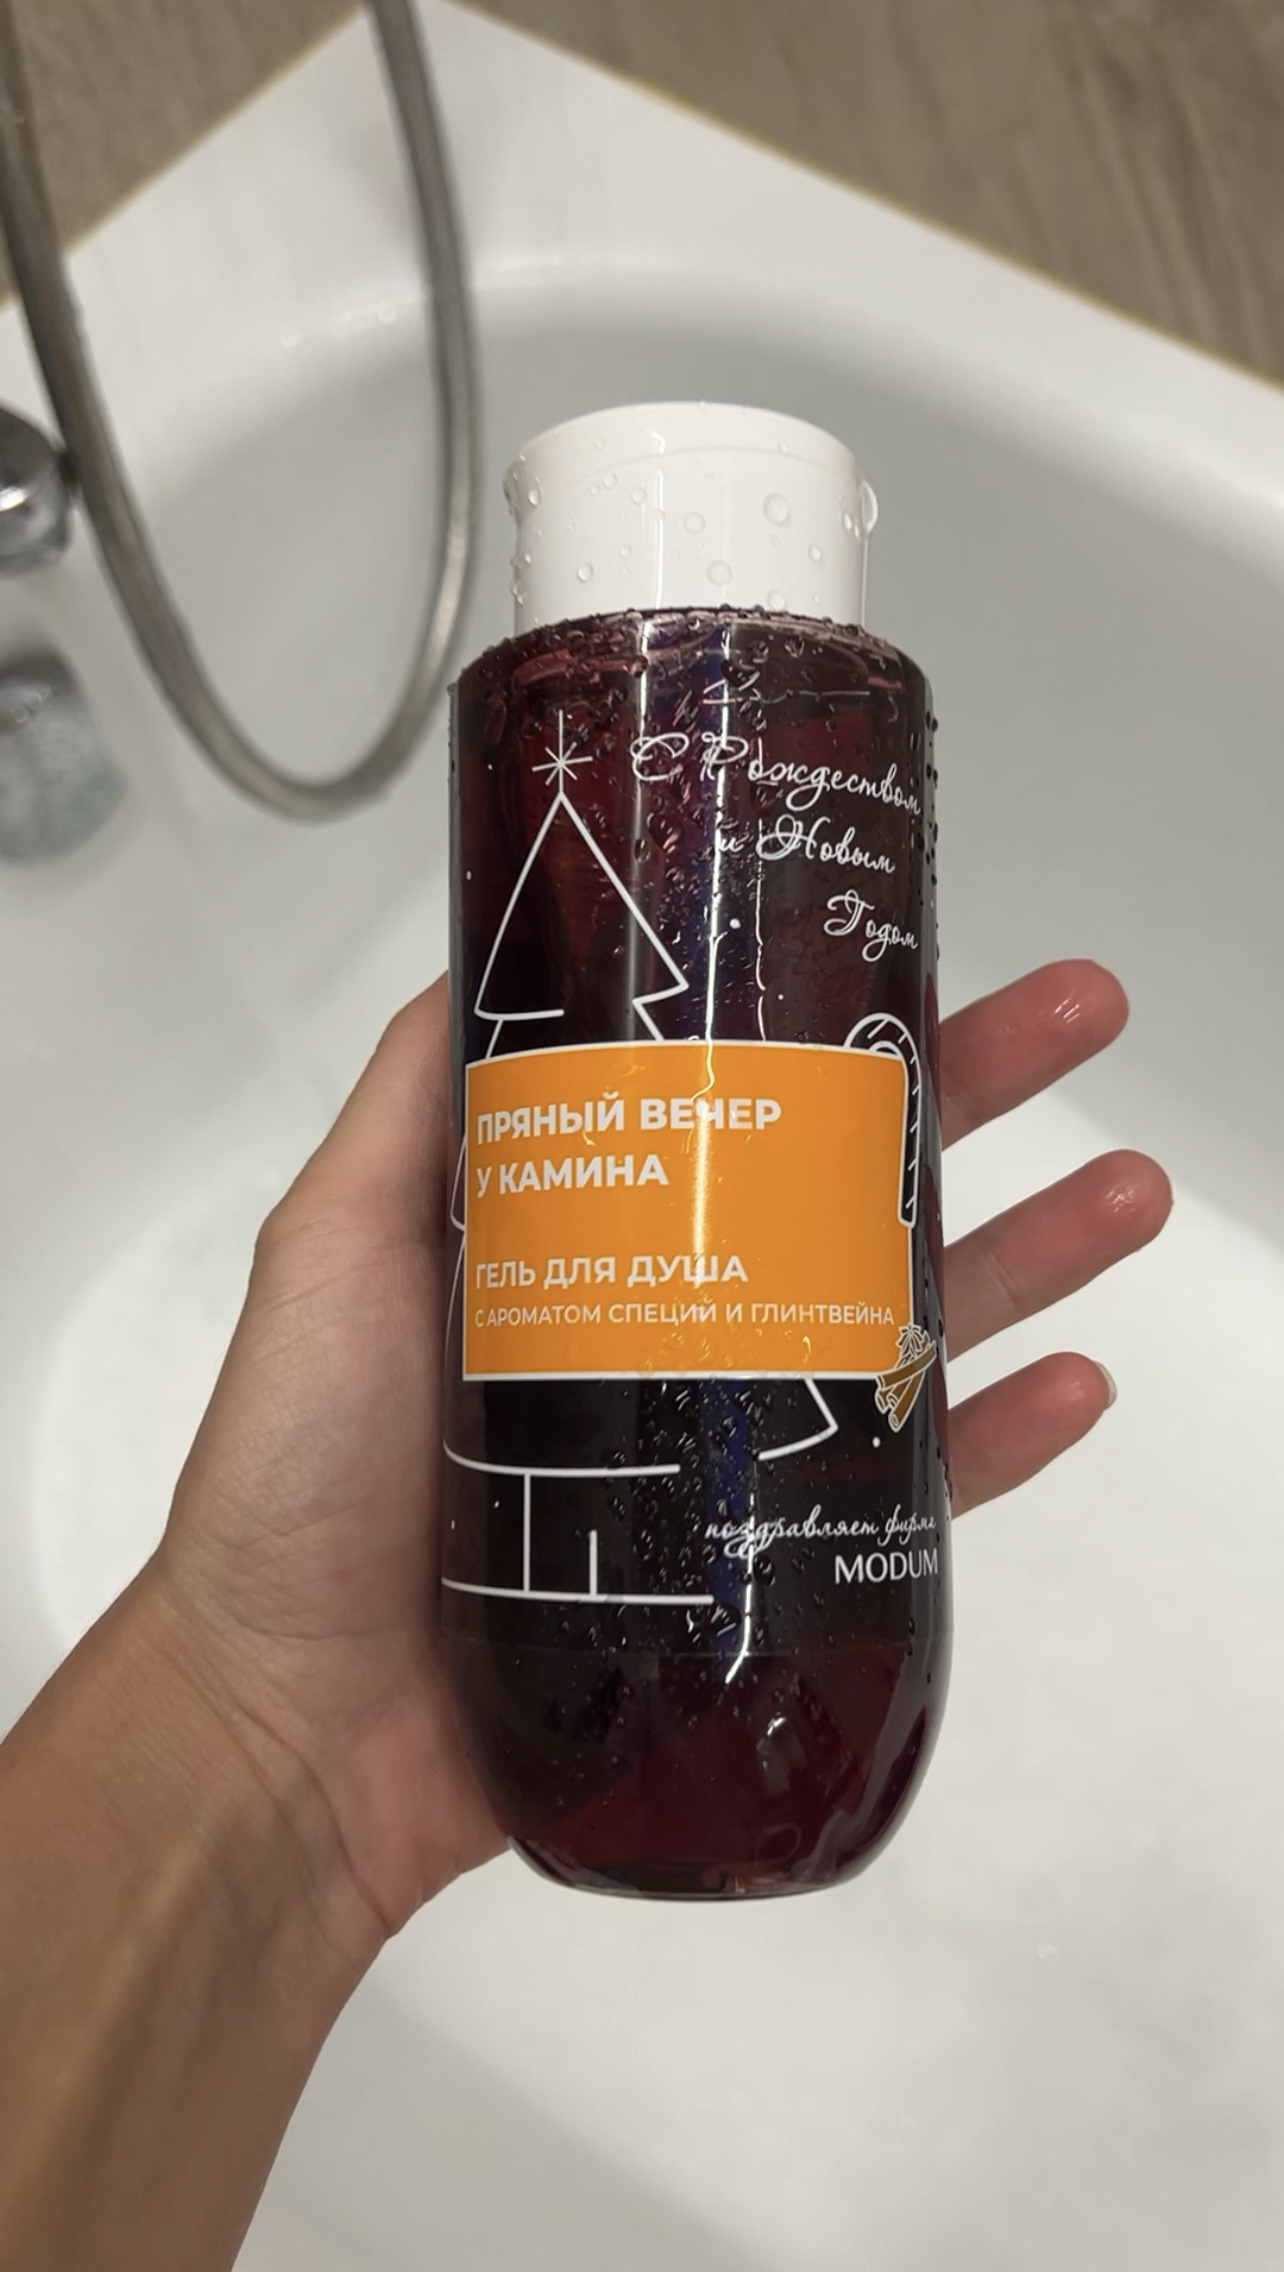 С Рождеством
и Новым
Годом
ПРЯНЫЙ ВЕЧЕР
У КАМИНА
ГЕЛЬ ДЛЯ ДУША
С АРОМАТОМ СПЕЦИЙ И ГЛИНТВЕЙНА
поздравляет фирма
MODUM